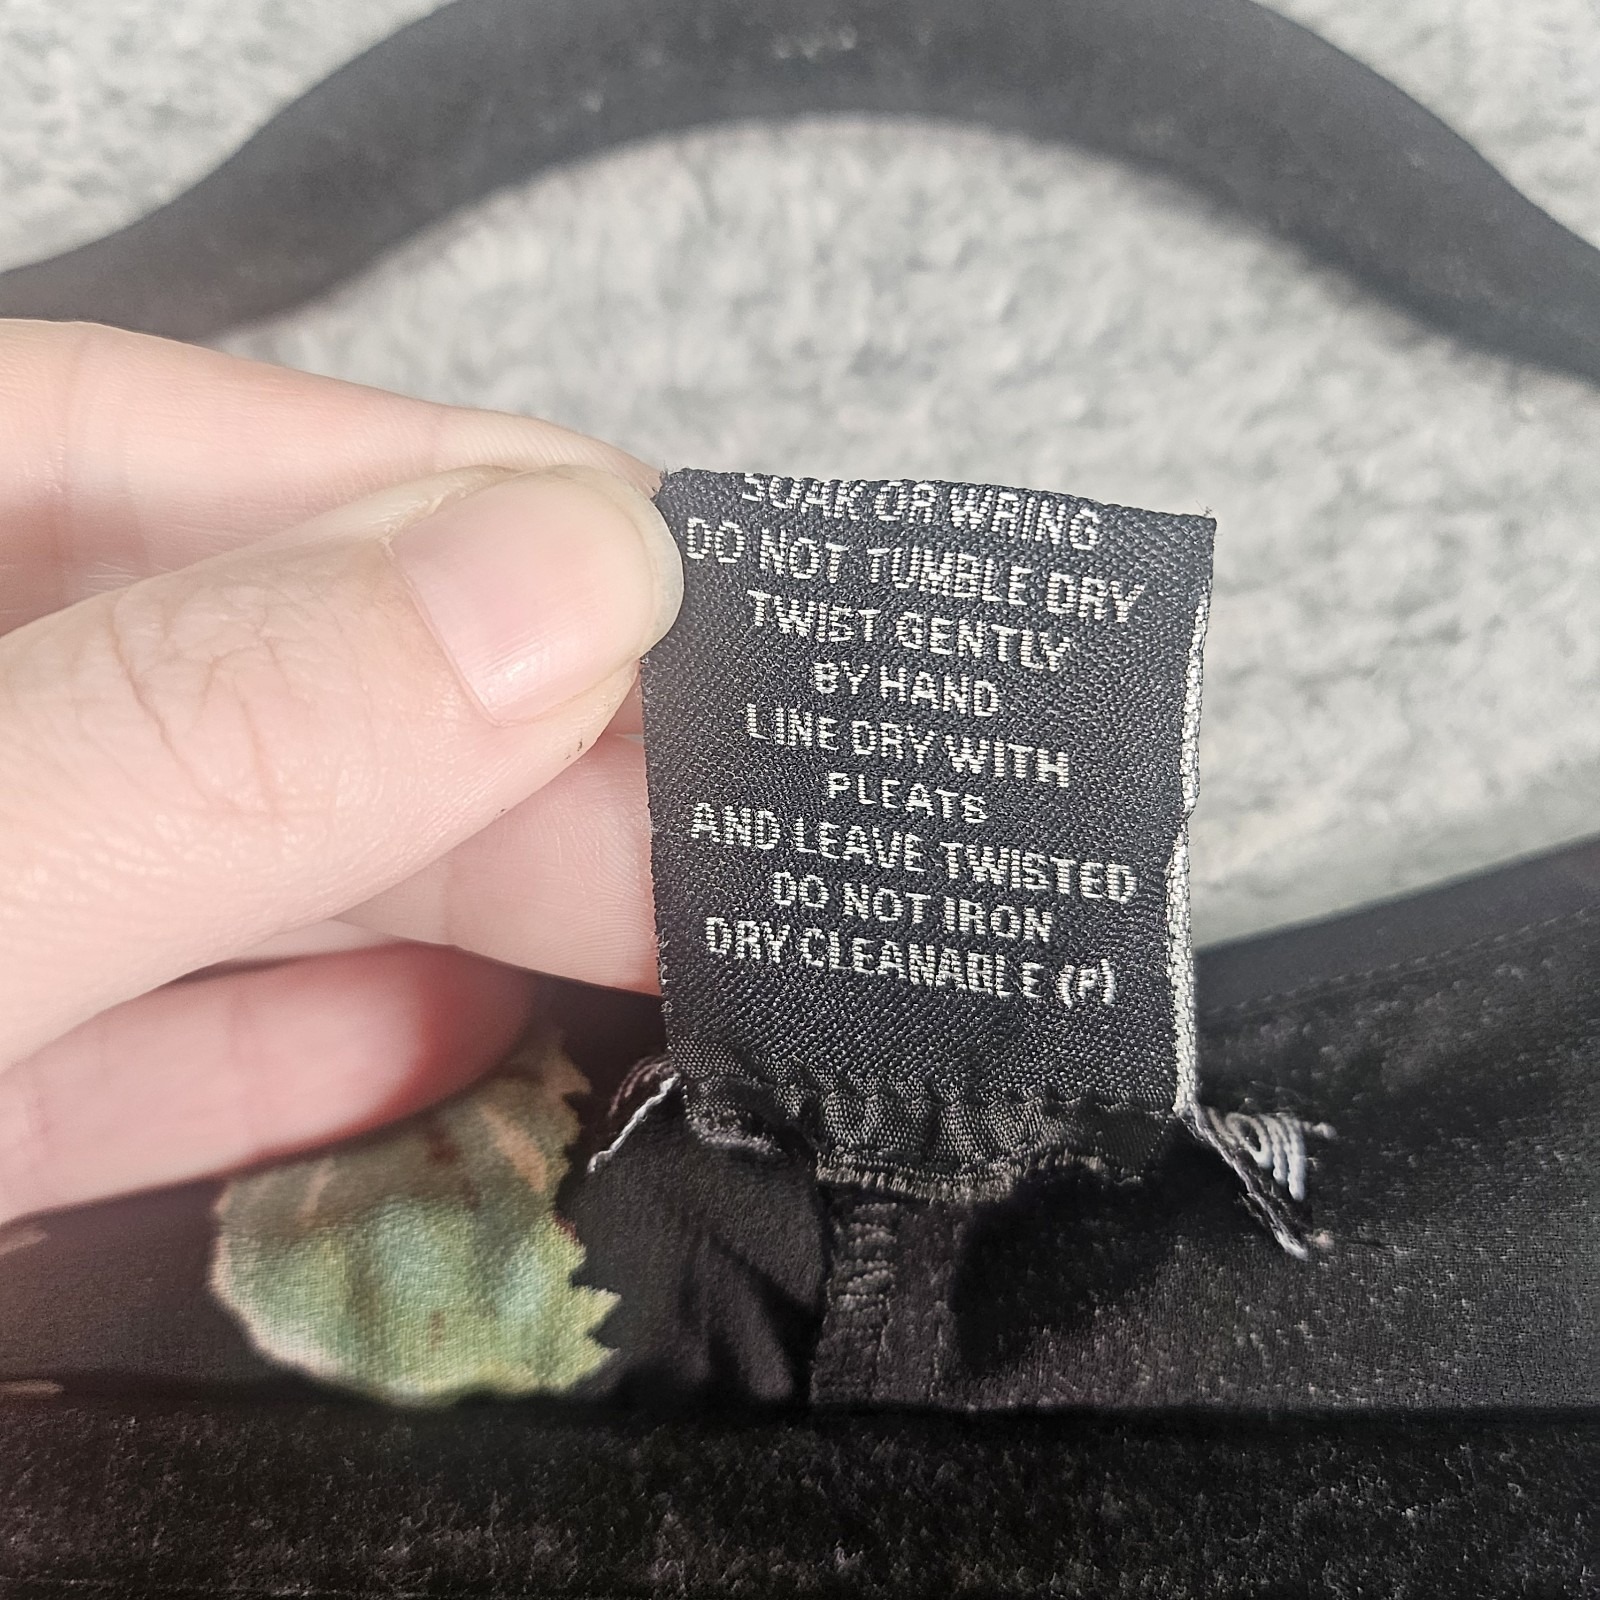 SOAK OR WRING
DO NOT TUMBLE DRY
TWIST GENTLY
BY HAND
LINE DRY WITH
PLEATS
AND LEAVE TWISTED
DO NOT IRON
DRY CLEANABLE (P)